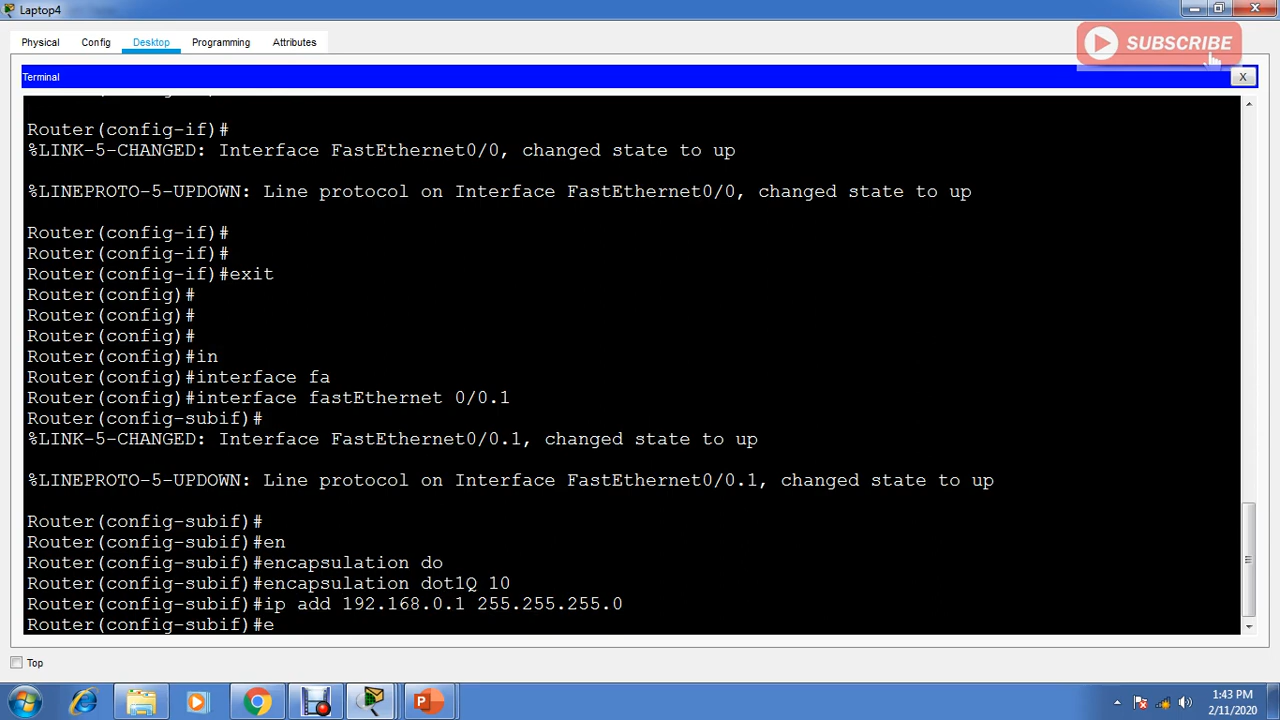 Laptop4
Physical Config Desktop Programming Attributes
SUBSCRIBE
Terminal X
Router(config-if)#
%LINK-5-CHANGED: Interface FastEthernet0/0, changed state to up
%LINEPROTO-5-UPDOWN: Line protocol on Interface FastEthernet0/0, changed state to up
Router(config-if)#
Router(config-if)#
Router(config-if)#exit
Router(config)#
Router(config)#
Router(config)#
Router(config)#in
Router(config)#interface fa
Router(config)#interface fastEthernet 0/0.1
Router(config-subif)#
%LINK-5-CHANGED: Interface FastEthernet0/0.1, changed state to up
%LINEPROTO-5-UPDOWN: Line protocol on Interface FastEthernet0/0.1, changed state to up
Router(config-subif)#
Router(config-subif)#en
Router(config-subif)#encapsulation do
Router(config-subif)#encapsulation dot1Q 10
Router(config-subif)#ip add 192.168.0.1 255.255.255.0
Router(config-subif)#e
Top
1:43 PM
2/11/2020